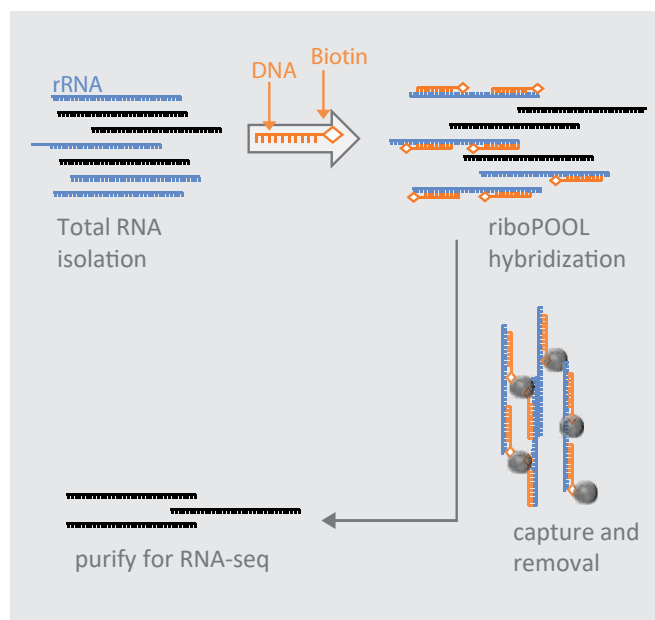 Biotin
DNA
rRNA
Total RNA
isolation
riboPOOL
hybridization
capture and
removal
purify for RNA-seq